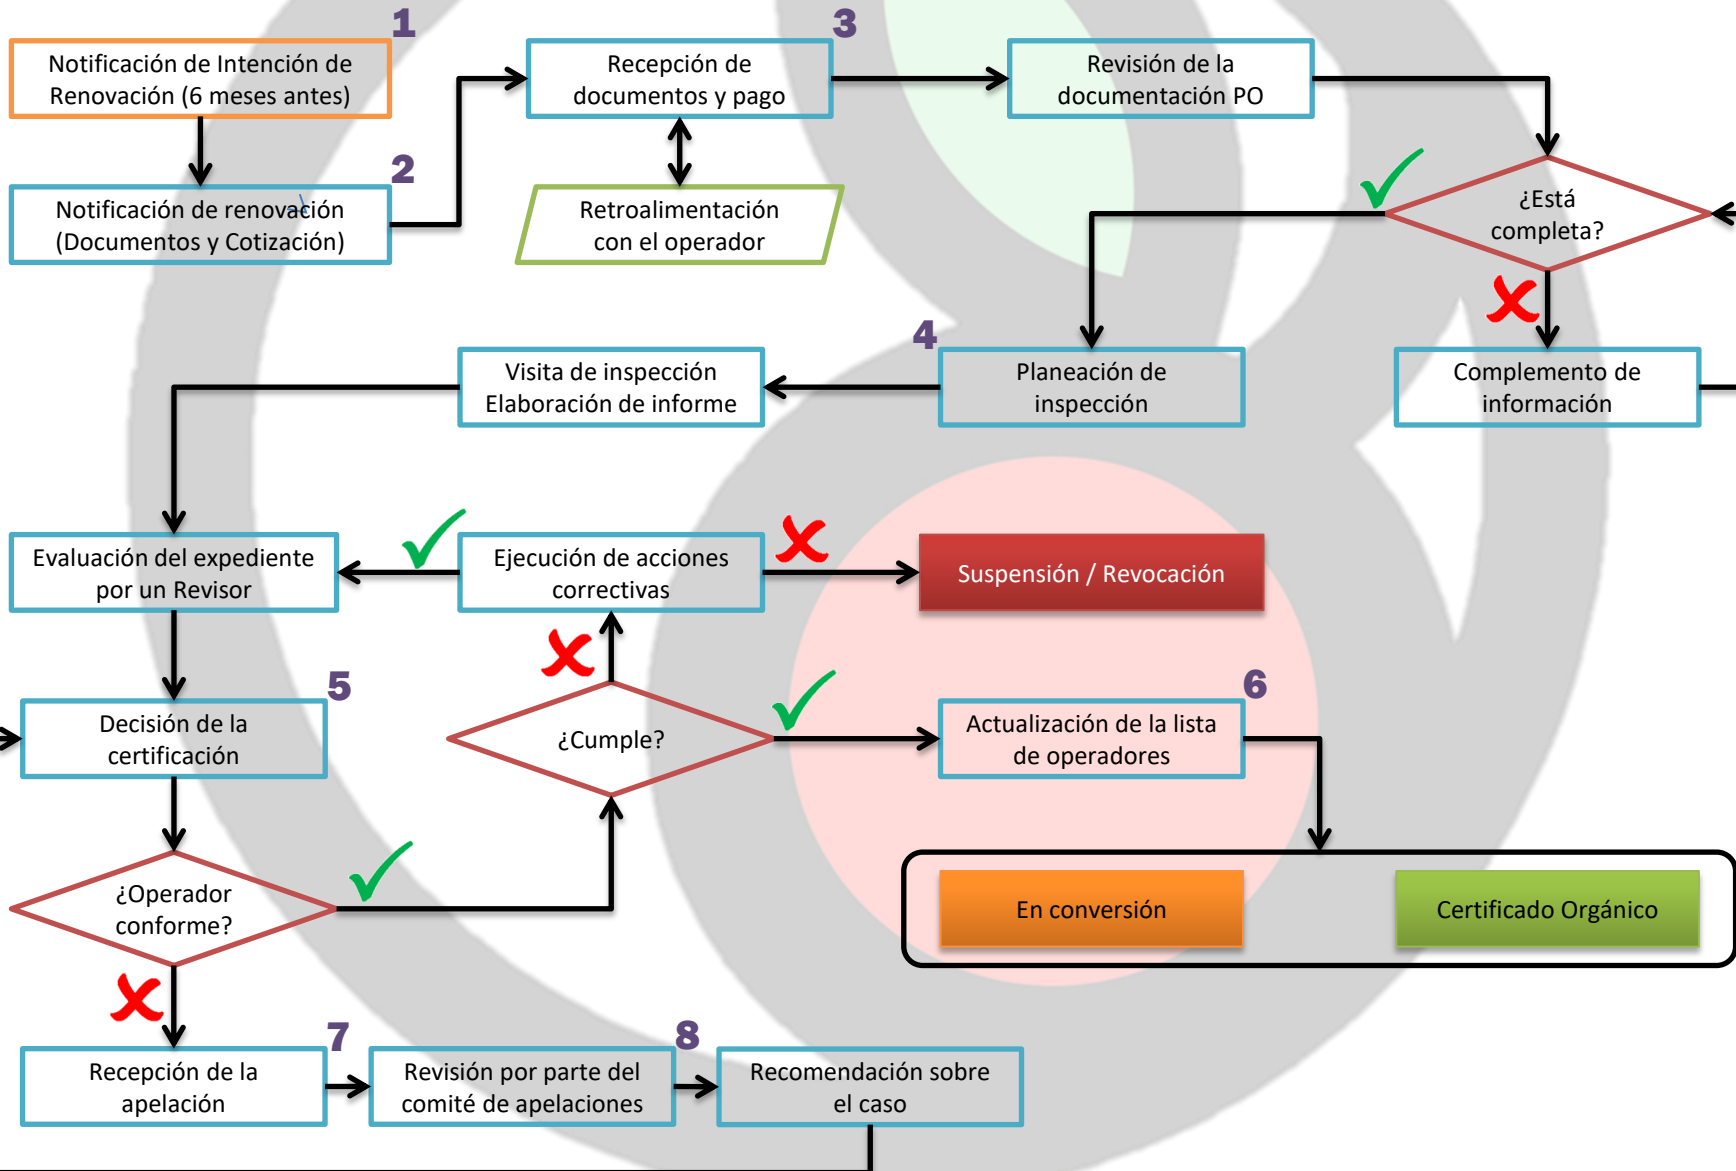 1
Notificación de Intención de
Renovación (6 meses antes)
2
Notificación de renovación
(Documentos y Cotización)
3
Recepción de
documentos y pago
Retroalimentación
con el operador
Revisión de la
documentación PO
¿Está
completa?
Complemento de
información
4
Planeación de
inspección
Visita de inspección
Elaboración de informe
Evaluación del expediente
por un Revisor
Ejecución de acciones
correctivas
Suspensión / Revocación
5
Decisión de la
certificación
¿Cumple?
6
Actualización de la lista
de operadores
¿Operador
conforme?
En conversión
Certificado Orgánico
7
Recepción de la
apelación
8
Revisión por parte del
comité de apelaciones
Recomendación sobre
el caso